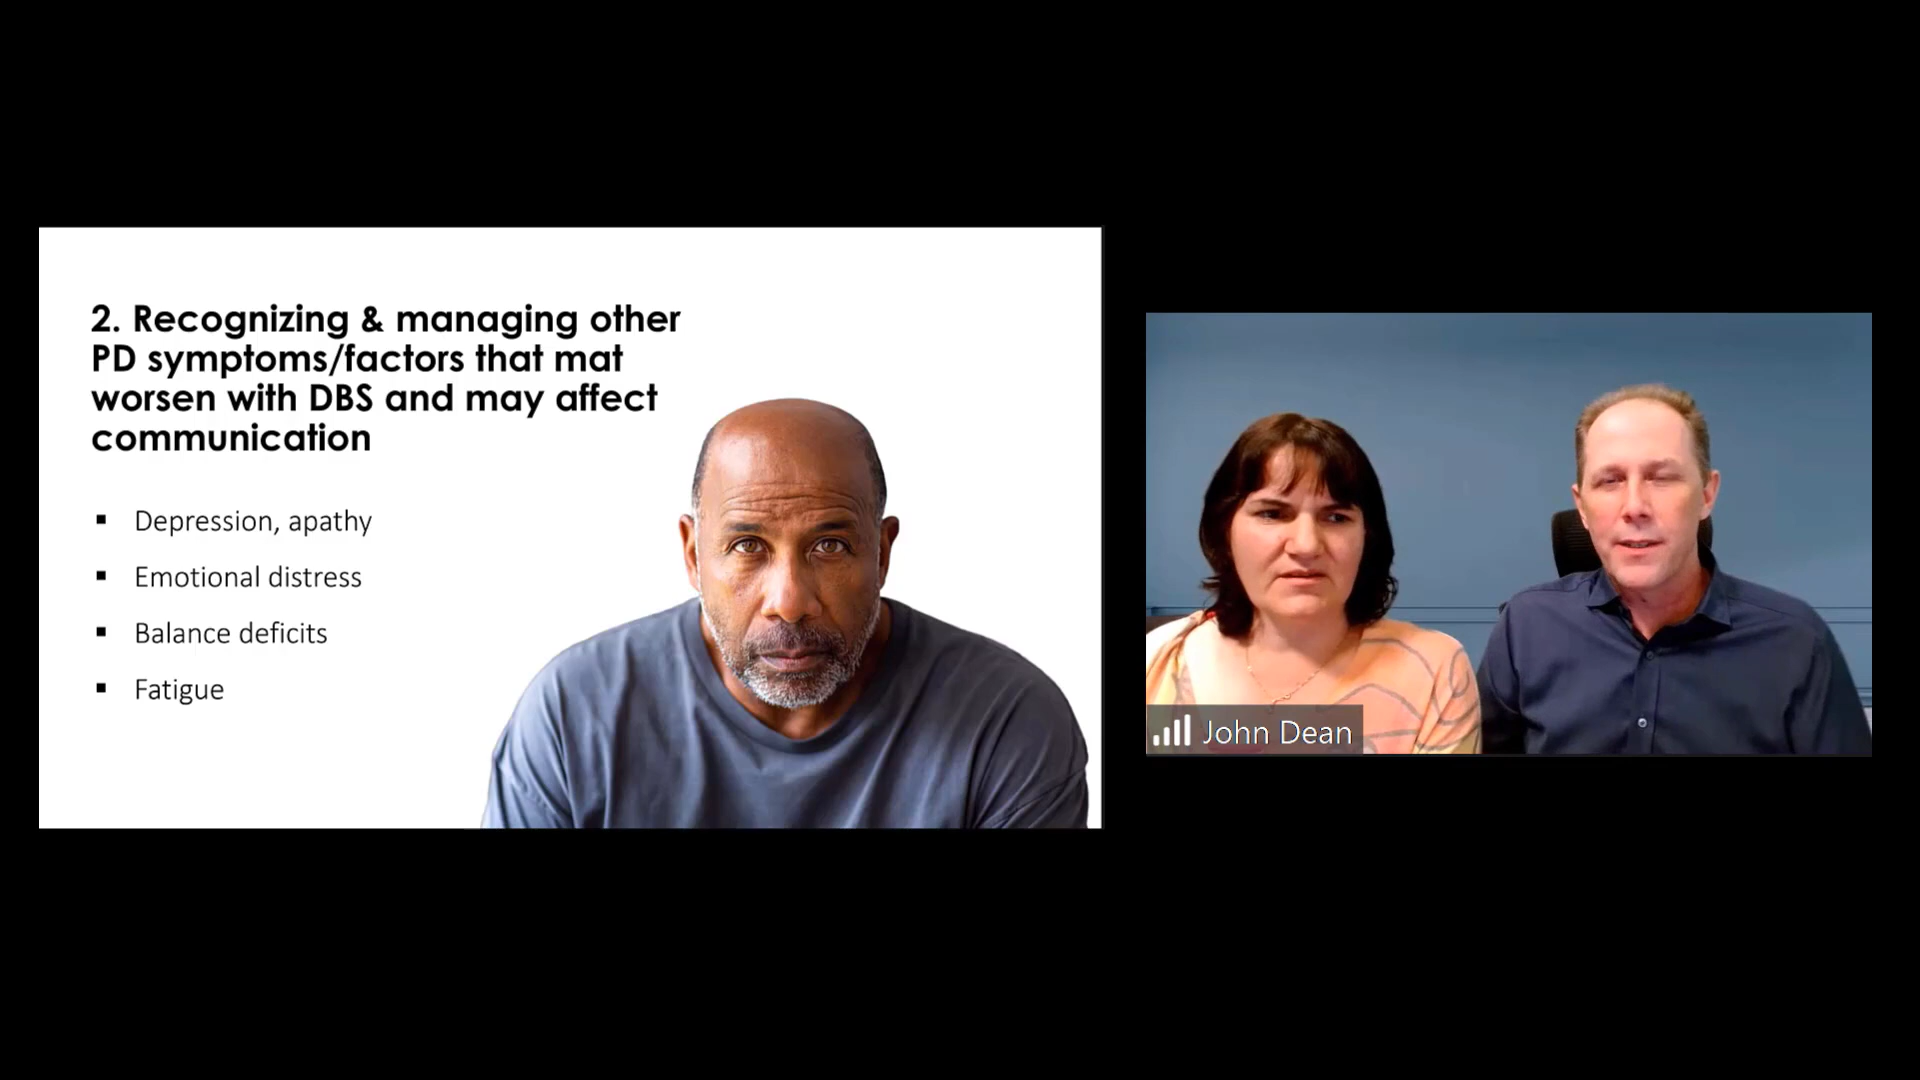 2. Recognizing & managing other
PD symptoms/factors that mat
worsen with DBS and may affect
communication
▪ Depression, apathy
▪ Emotional distress
▪ Balance deficits
▪ Fatigue
John Dean